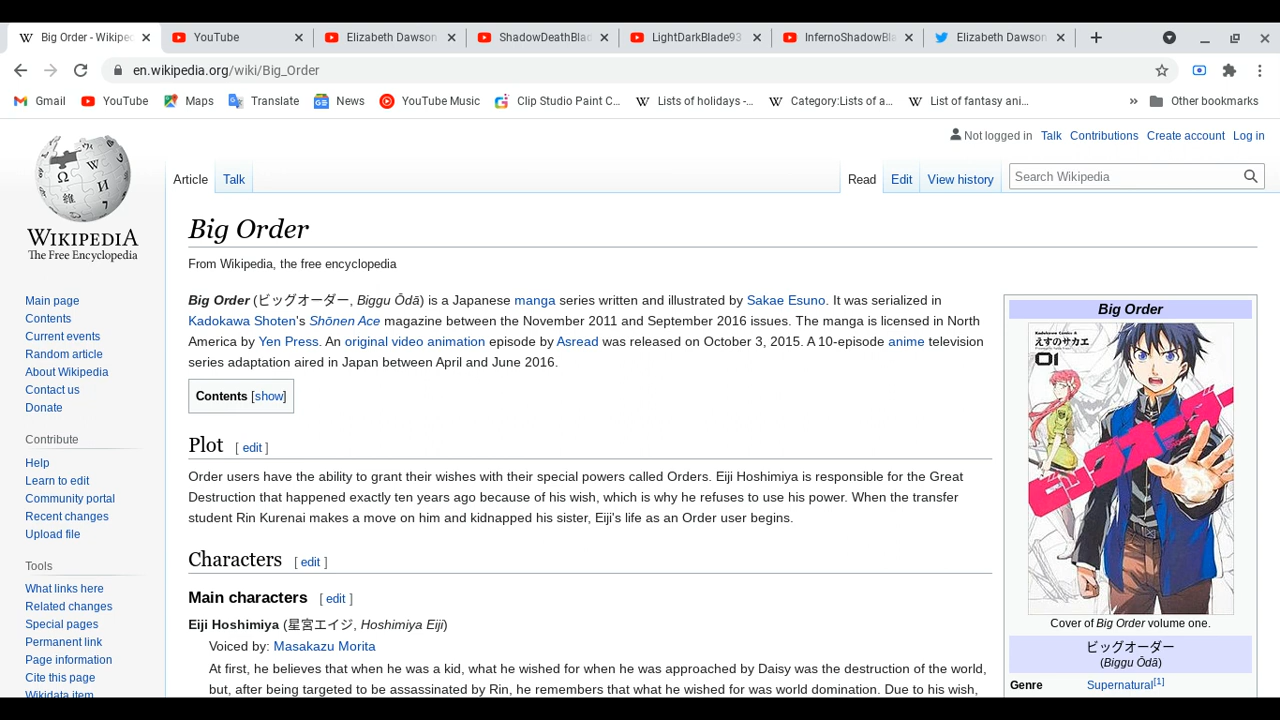 Big Order - Wikiped
YouTube
Elizabeth Dawson
ShadowDeathBlad
LightDarkBlade93
InfernoShadowBla
Elizabeth Dawson
en.wikipedia.org/wiki/Big_Order
Gmail
YouTube
Maps
Translate
News
YouTube Music
Clip Studio Paint C...
Lists of holidays -...
Category:Lists of a...
List of fantasy ani...
»
Other bookmarks
Not logged in Talk Contributions Create account Log in
Article Talk
Read Edit View history
Search Wikipedia
WIKIPEDIA
The Free Encyclopedia
Main page
Contents
Current events
Random article
About Wikipedia
Contact us
Donate
Contribute
Help
Learn to edit
Community portal
Recent changes
Upload file
Tools
What links here
Related changes
Special pages
Permanent link
Page information
Cite this page
Wikidata item
Big Order
From Wikipedia, the free encyclopedia
Big Order (ビッグオーダー, Biggu Ōdā) is a Japanese manga series written and illustrated by Sakae Esuno. It was serialized in
Kadokawa Shoten's Shōnen Ace magazine between the November 2011 and September 2016 issues. The manga is licensed in North
America by Yen Press. An original video animation episode by Asread was released on October 3, 2015. A 10-episode anime television
series adaptation aired in Japan between April and June 2016.
Contents [show]
Plot [ edit ]
Order users have the ability to grant their wishes with their special powers called Orders. Eiji Hoshimiya is responsible for the Great
Destruction that happened exactly ten years ago because of his wish, which is why he refuses to use his power. When the transfer
student Rin Kurenai makes a move on him and kidnapped his sister, Eiji's life as an Order user begins.
Characters [ edit ]
Main characters [ edit ]
Eiji Hoshimiya (星宮エイジ, Hoshimiya Eiji)
Voiced by: Masakazu Morita
At first, he believes that when he was a kid, what he wished for when he was approached by Daisy was the destruction of the world,
but, after being targeted to be assassinated by Rin, he remembers that what he wished for was world domination. Due to his wish,
Big Order
えすのサカエ
01
Cover of Big Order volume one.
ビッグオーダー
(Biggu Ōdā)
Genre Supernatural[1]